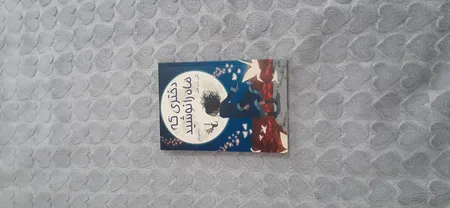 دختری که
ماه را نوشید